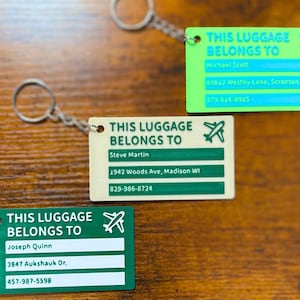 THIS LUGGAGE
BELONGS TO
Michael Scott
Westby Lane, Scranton
THIS LUGGAGE
BELONGS TO
Steve Martin
1942 Woods Ave, Madison WI
829-986-8724
THIS LUGGAGE
BELONGS TO
Joseph Quinn
3847 Aukshauk Dr.
457-987-5598